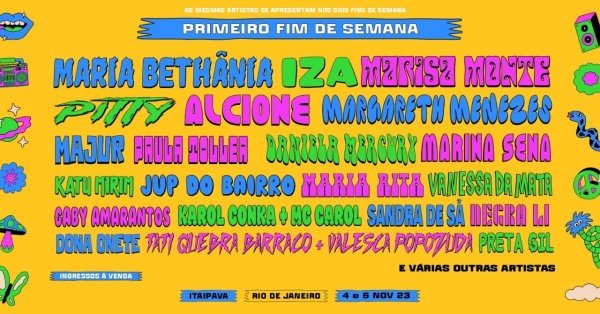 AS MESMAS ARTISTAS SE APRESENTAM NOS DOIS FINS DE SEMANA
PRIMEIRO FIM DE SEMANA
MARIA BETHÂNIA IZA MARISA MONTE
PITTY ALCIONE MARGARETH MENEZES
MAJUR PAULA TOLLER DANIELA MERCURY MARINA SENA
KATU MIRIM JUP DO BAIRRO MARIA RITA VANESSA DA MATA
GABY AMARANTOS KAROL CONKA + MC CAROL SANDRA DE SÁ NEGRA LI
DONA ONETE TATI QUEBRA BARRACO + VALESCA POPOZUDA PRETA GIL
E VÁRIAS OUTRAS ARTISTAS
INGRESSOS À VENDA
ITAIPAVA RIO DE JANEIRO 4 e 5 NOV 23